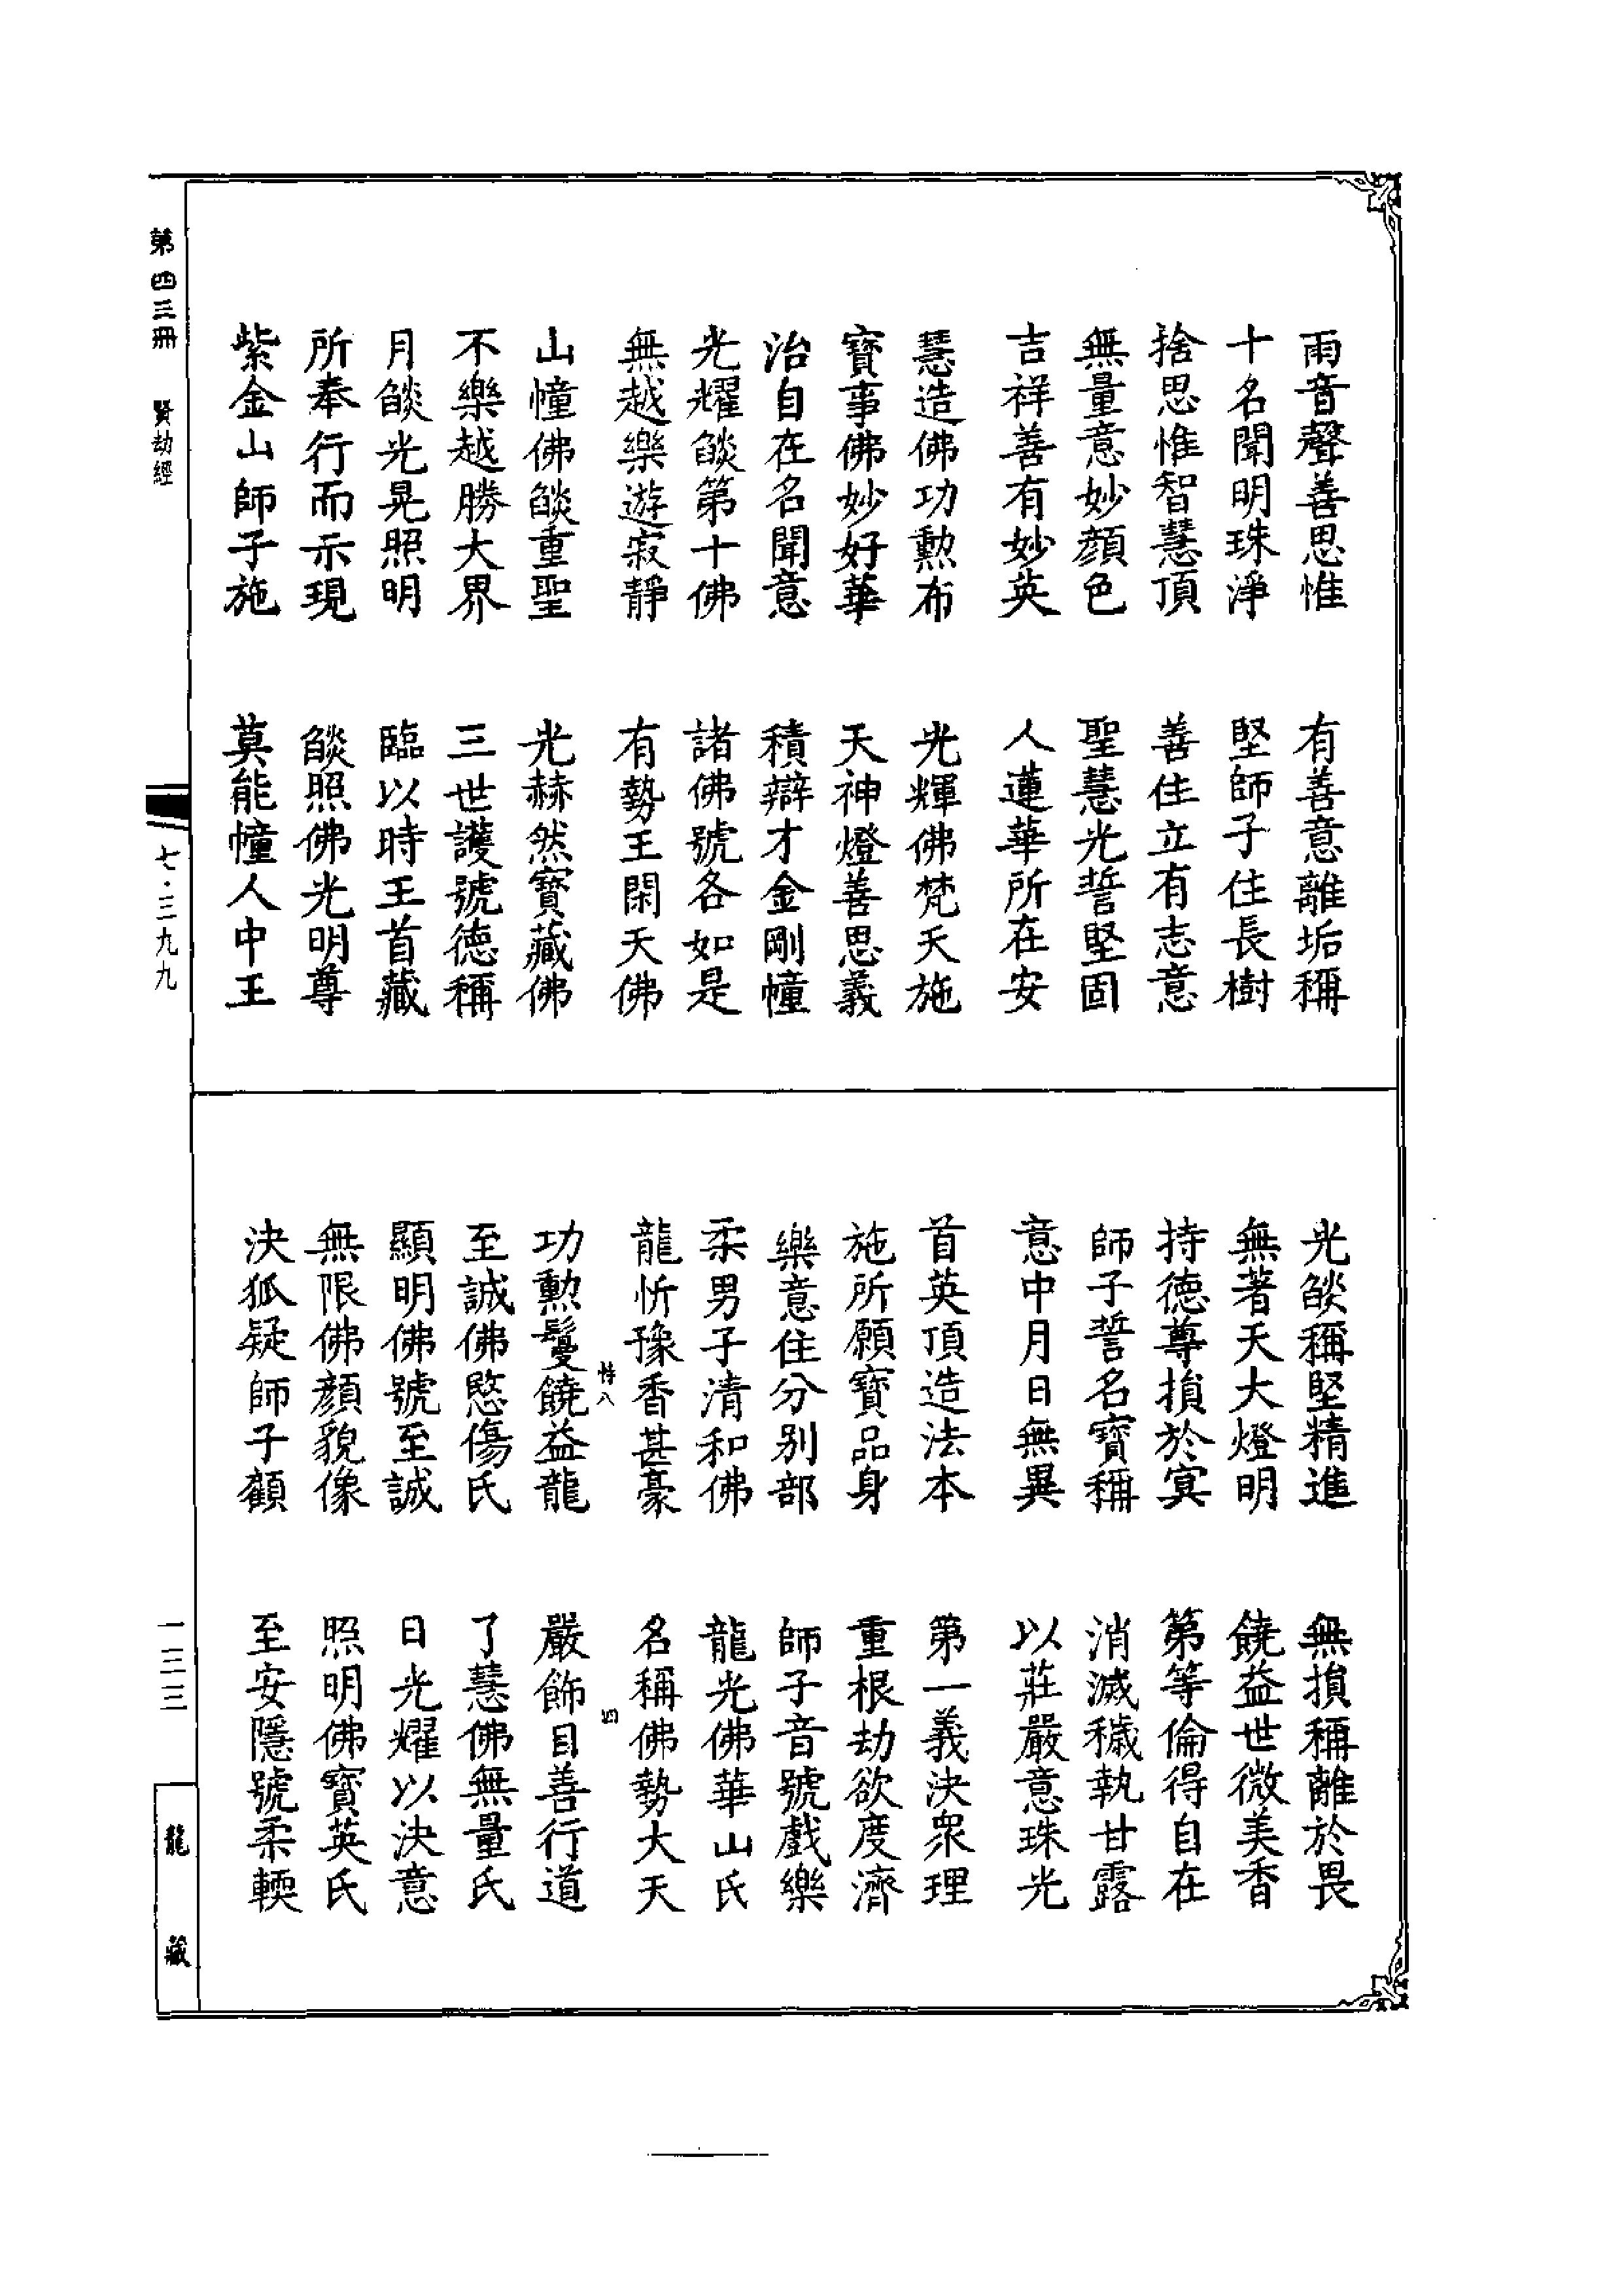 雨音聲善思惟　有善意離垢稱
十名聞明珠淨　堅師子住長樹
捨思惟智慧頂　善住立有志意
無量意妙顏色　聖慧光誓堅固
吉祥善有妙英　人蓮華所在安
慧造佛功勲布　光輝佛梵天施
寶事佛妙好華　天神燈善思義
治自在名聞意　積辯才金剛幢
光耀燄第十佛　諸佛號各如是
無越樂遊寂靜　有勢王閑天佛
山幢佛燄重聖　光赫然寶藏佛
不樂越勝大界　三世護號德稱
月燄光晃照明　臨以時王首藏
所奉行而示現　燄照佛光明尊
紫金山師子施　莫能幢人中王
光燄稱堅精進　無損稱離於畏
無著天大燈明　饒益世微美香
持德尊損於冥　第等倫得自在
師子誓名寶稱　消滅穢執甘露
意中月日無異　以莊嚴意珠光
首英頂造法本　第一義決衆理
施所願寶品身　重根劫欲度濟
樂意住分別部　師子音號戲樂
柔男子清和佛　龍光佛華山氏
龍忻豫香甚豪　名稱佛勢大天
八　四
功勳鬘饒益龍　嚴飾目善行道
至誠佛愍傷氏　了慧佛無量氏
顯明佛號至誠　日光耀以決意
無限佛顏貌像　照明佛寶英氏
決狐疑師子顧　至安隱號柔輭
第四三冊　賢劫經
七·三九九
一三三
龍藏